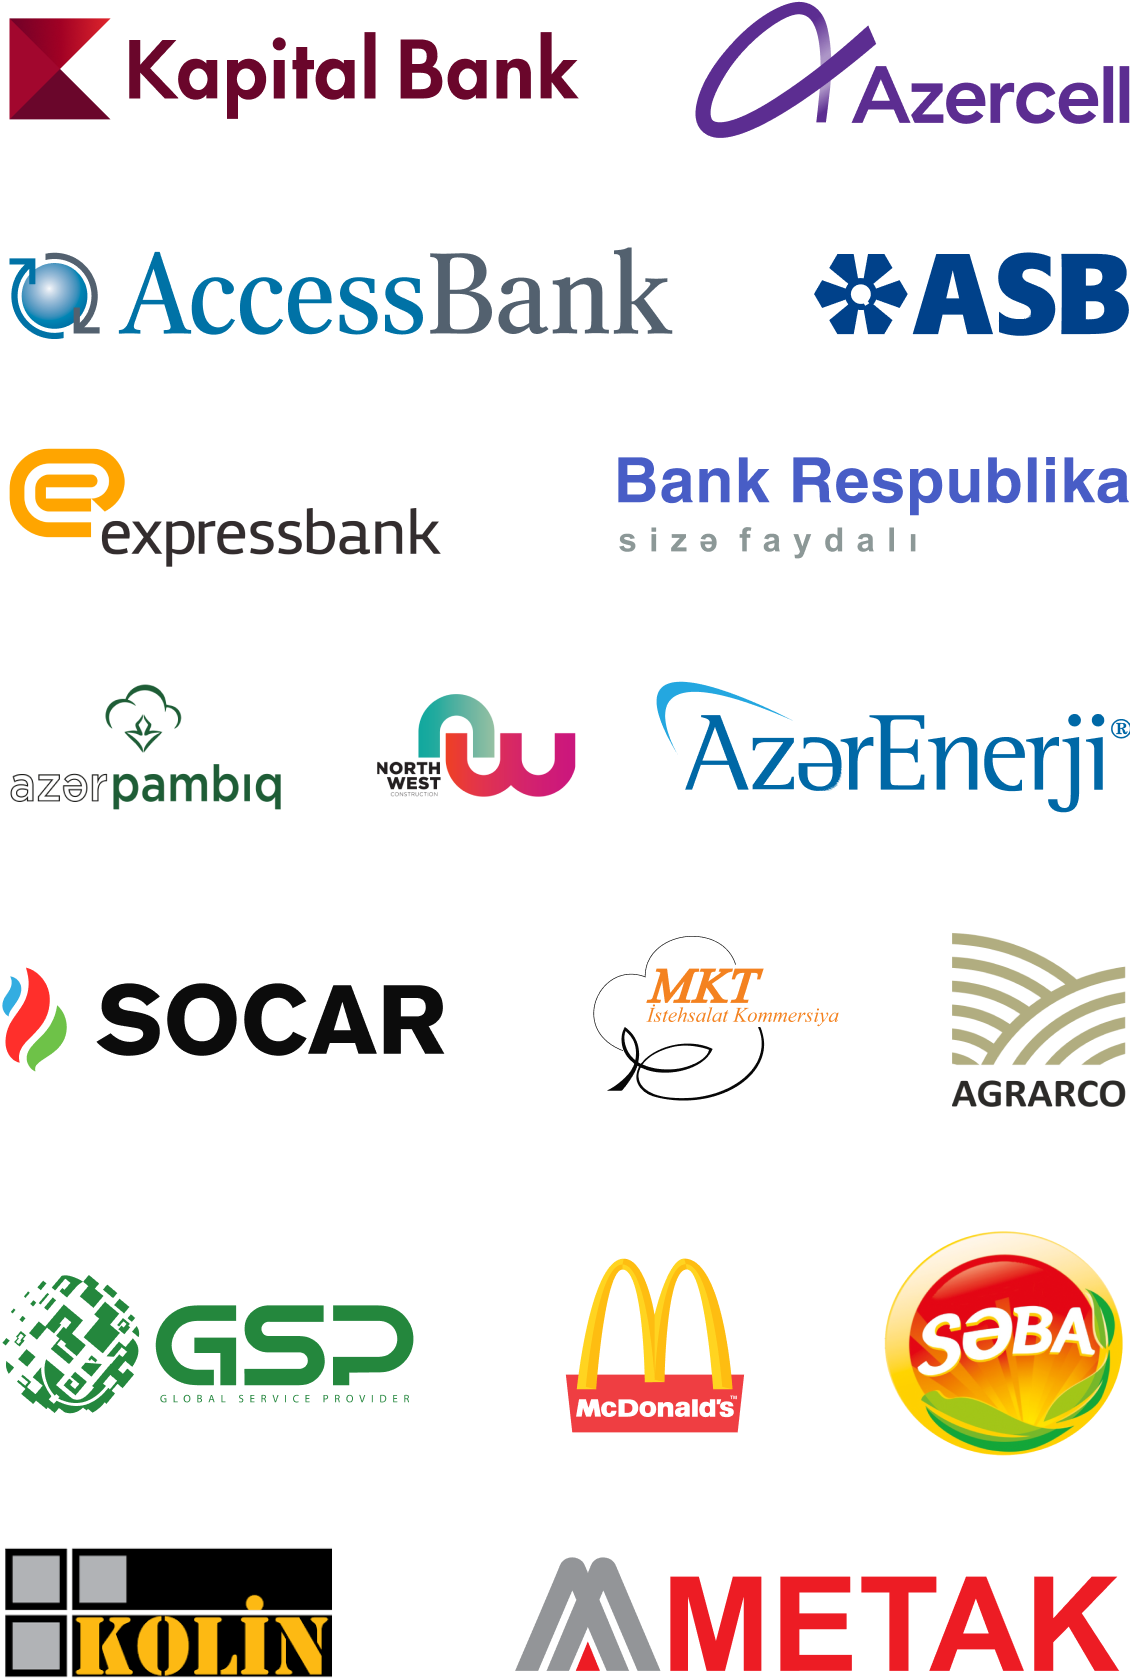 Kapital Bank
Azercell
AccessBank
ASB
expressbank
Bank Respublika
sizə faydalı
azərpambıq
NORTH
WEST
CONSTRUCTION
AzərEnerji®
SOCAR
MKT
İstehsalat Kommersiya
AGRARCO
GSP
GLOBAL SERVICE PROVIDER
McDonald's™
SƏBA
KOLİN
METAK